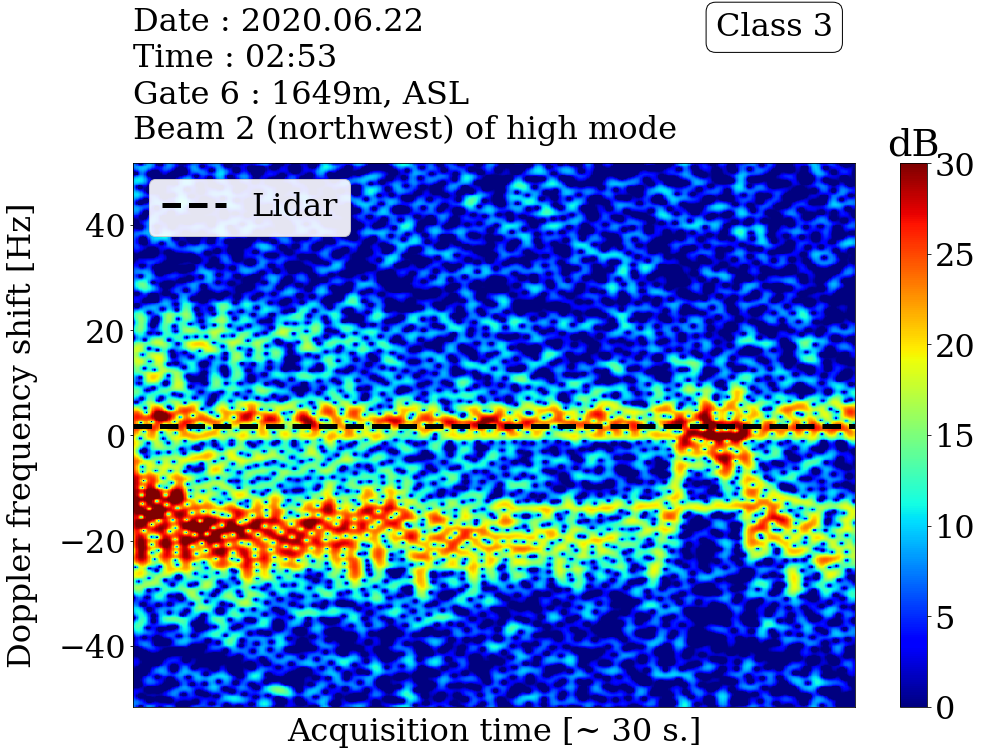 Date : 2020.06.22
Time : 02:53
Gate 6 : 1649m, ASL
Beam 2 (northwest) of high mode
Class 3
dB
Lidar
Doppler frequency shift [Hz]
40
20
0
−20
−40
30
25
20
15
10
5
0
Acquisition time [~ 30 s.]